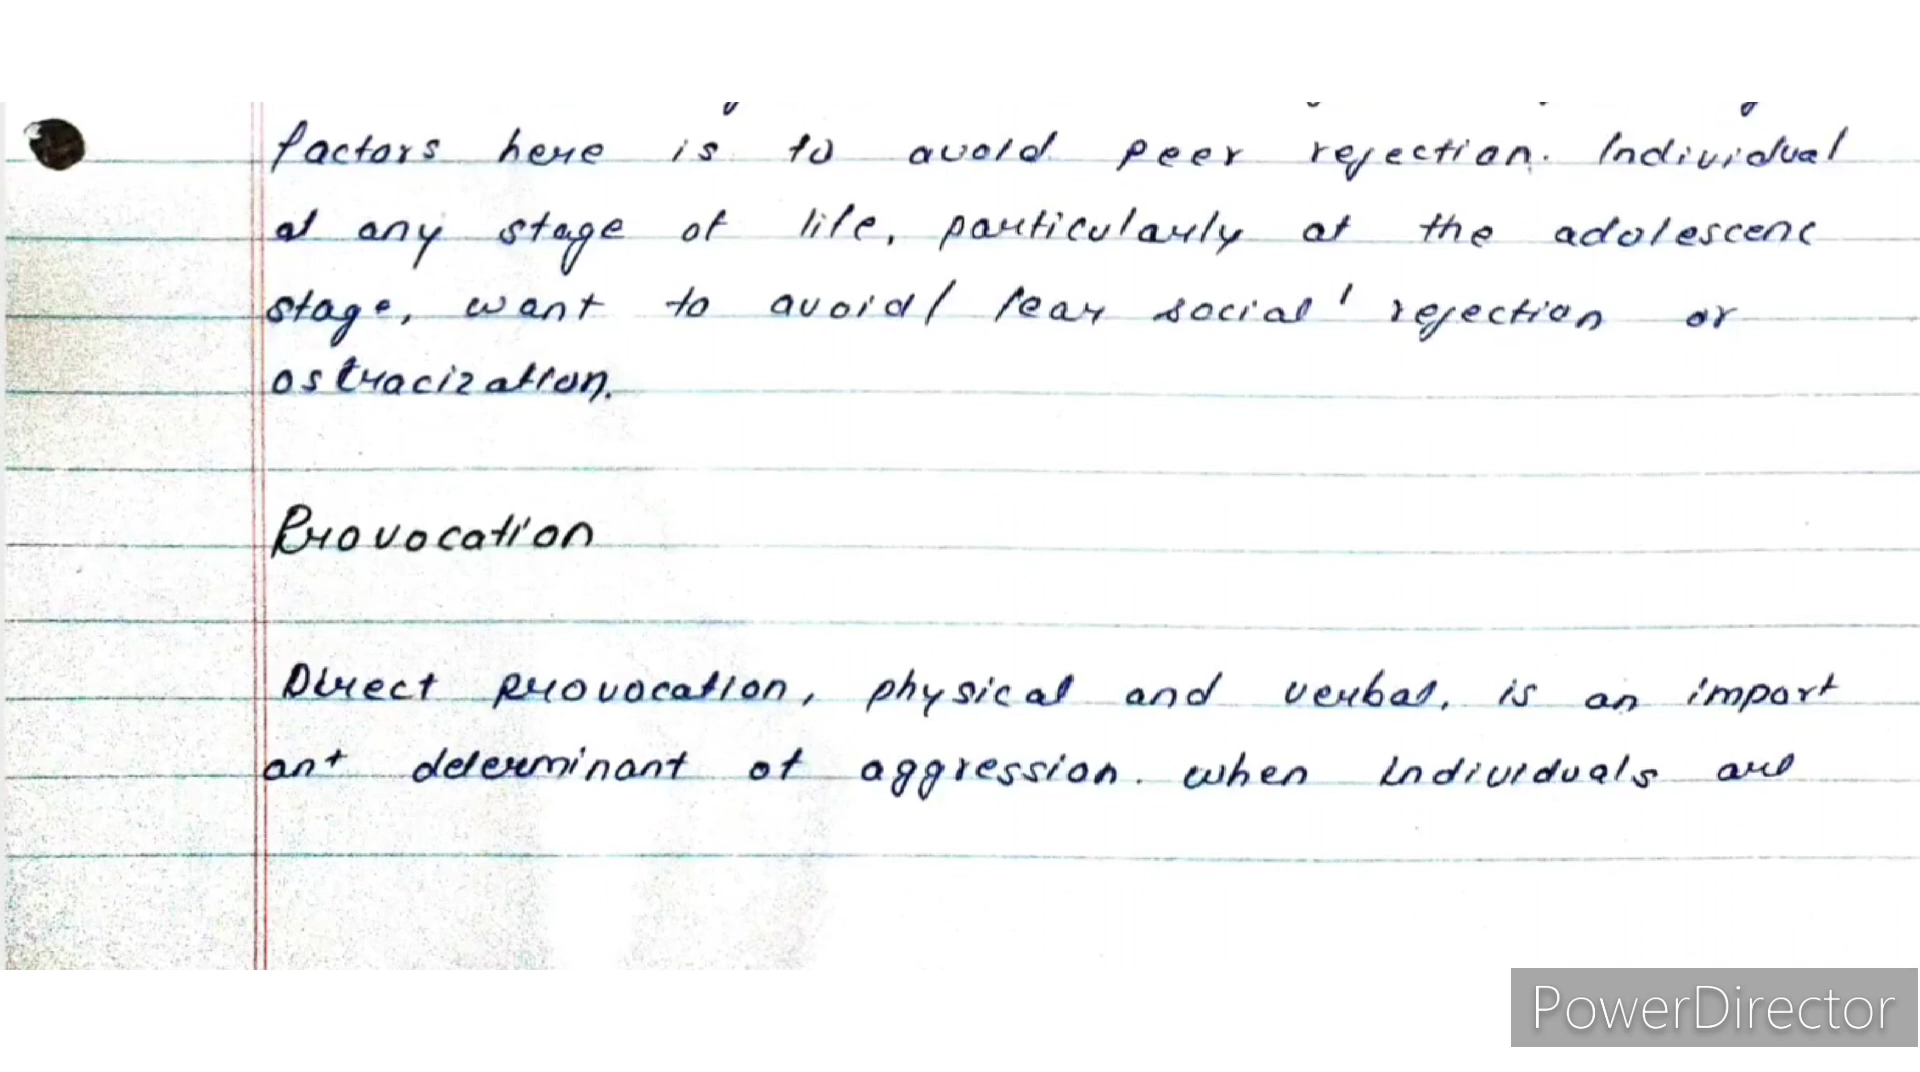 factors here is to avoid peer rejection. Individual
at any stage of life, particularly at the adolescenc
stage, want to avoid/ fear social ' rejection or
ostracization.
Provocation
Direct provocation, physical and verbal, is an import
ant determinant of aggression. when individuals are
PowerDirector